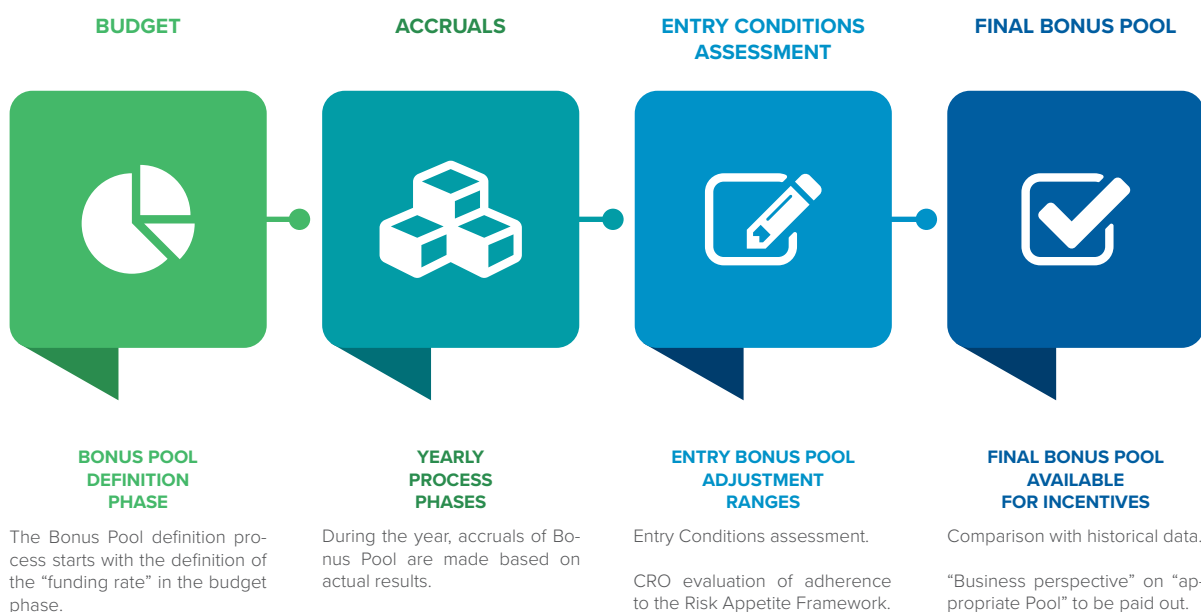 BUDGET
ACCRUALS
ENTRY CONDITIONS
ASSESSMENT
FINAL BONUS POOL
BONUS POOL
DEFINITION
PHASE
The Bonus Pool definition pro-
cess starts with the definition of
the “funding rate” in the budget
phase.
YEARLY
PROCESS
PHASES
During the year, accruals of Bo-
nus Pool are made based on
actual results.
ENTRY BONUS POOL
ADJUSTMENT
RANGES
Entry Conditions assessment.
CRO evaluation of adherence
to the Risk Appetite Framework.
FINAL BONUS POOL
AVAILABLE
FOR INCENTIVES
Comparison with historical data.
“Business perspective” on “ap-
propriate Pool” to be paid out.